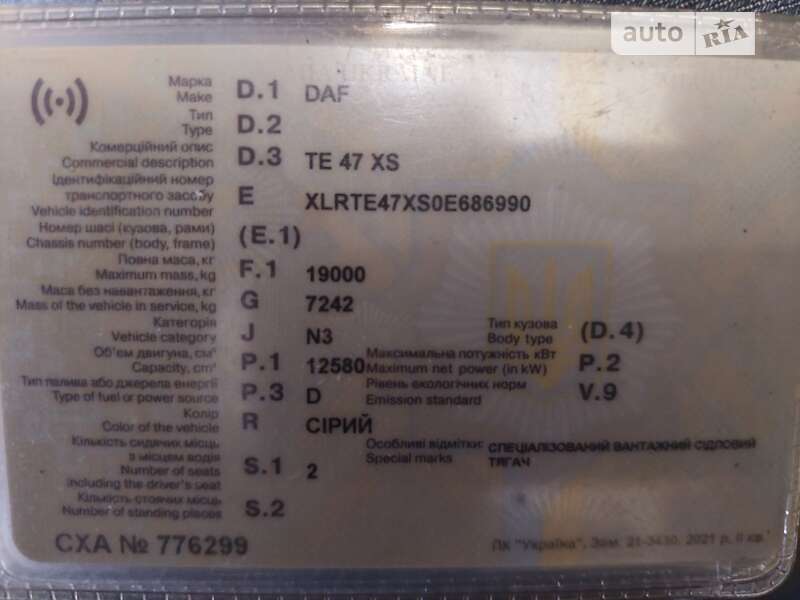 auto RIA
UKRAINE
Марка
Make D.1 DAF
Тип
Type D.2
Комерційний опис
Commercial description D.3 TE 47 XS
Ідентифікаційний номер
транспортного засобу
Vehicle identification number E XLRTE47XS0E686990
Номер шасі (кузова, рами)
Chassis number (body, frame) (E.1)
Повна маса, кг
Maximum mass, kg F.1 19000
Маса без навантаження, кг
Mass of the vehicle in service, kg G 7242
Категорія
Vehicle category J N3
Тип кузова
Body type (D.4)
Об'єм двигуна, см³
Capacity, cm³ P.1 12580
Максимальна потужність кВт
Maximum net power (in kW) P.2
Тип палива або джерела енергії
Type of fuel or power source P.3 D
Рівень екологічних норм
Emission standard V.9
Колір
Color of the vehicle R СІРИЙ
Кількість сидячих місць
з місцем водія
Number of seats
including the driver's seat S.1 2
Особливі відмітки: СПЕЦІАЛІЗОВАНИЙ ВАНТАЖНИЙ СІДЛОВИЙ
Special marks ТЯГАЧ
Кількість стоячих місць
Number of standing places S.2
СХА № 776299
ПК "Україна", Зам. 21-3430, 2021 р. II кв.